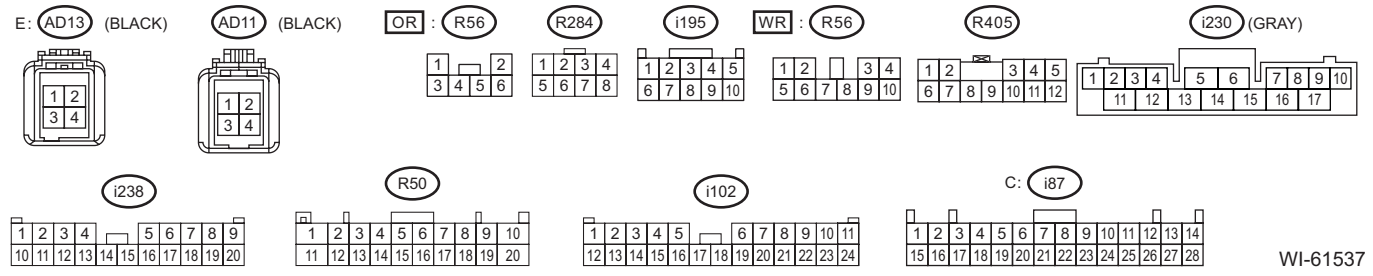 E: AD13 (BLACK) AD11 (BLACK) OR : R56 R284 i195 WR : R56 R405 i230 (GRAY)
1 2
3 4
1 2
3 4
1 2
3 4 5 6
1 2 3 4
5 6 7 8
1 2 3 4 5
6 7 8 9 10
1 2 3 4
5 6 7 8 9 10
1 2 3 4 5
6 7 8 9 10 11 12
1 2 3 4 5 6 7 8 9 10
11 12 13 14 15 16 17
i238 R50 i102 C: i87
1 2 3 4 5 6 7 8 9
10 11 12 13 14 15 16 17 18 19 20
1 2 3 4 5 6 7 8 9 10
11 12 13 14 15 16 17 18 19 20
1 2 3 4 5 6 7 8 9 10 11
12 13 14 15 16 17 18 19 20 21 22 23 24
1 2 3 4 5 6 7 8 9 10 11 12 13 14
15 16 17 18 19 20 21 22 23 24 25 26 27 28
WI-61537